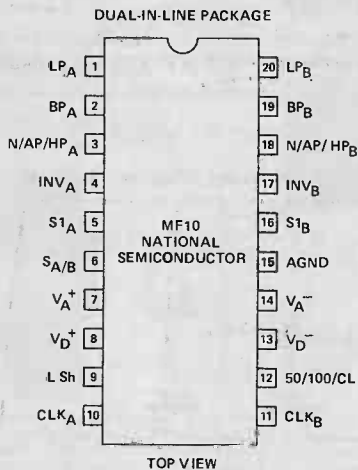 DUAL-IN-LINE PACKAGE
LPA 1 20 LPB
BPA 2 19 BPB
N/AP/HPA 3 18 N/AP/HPB
INVA 4 17 INVB
S1A 5 16 S1B
SA/B 6 15 AGND
VA+ 7 14 VA−
VD+ 8 13 VD−
L Sh 9 12 50/100/CL
CLKA 10 11 CLKB
MF10
NATIONAL
SEMICONDUCTOR
TOP VIEW